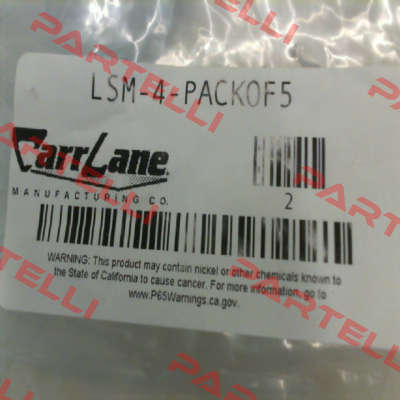 LSM-4-PACKOF5
CarrLane
MANUFACTURING CO.
2
WARNING: This product may contain nickel or other chemicals known to
the State of California to cause cancer. For more information, go to
www.P65Warnings.ca.gov.
PARTELLI
PARTELLI
PARTELLI
PARTELLI